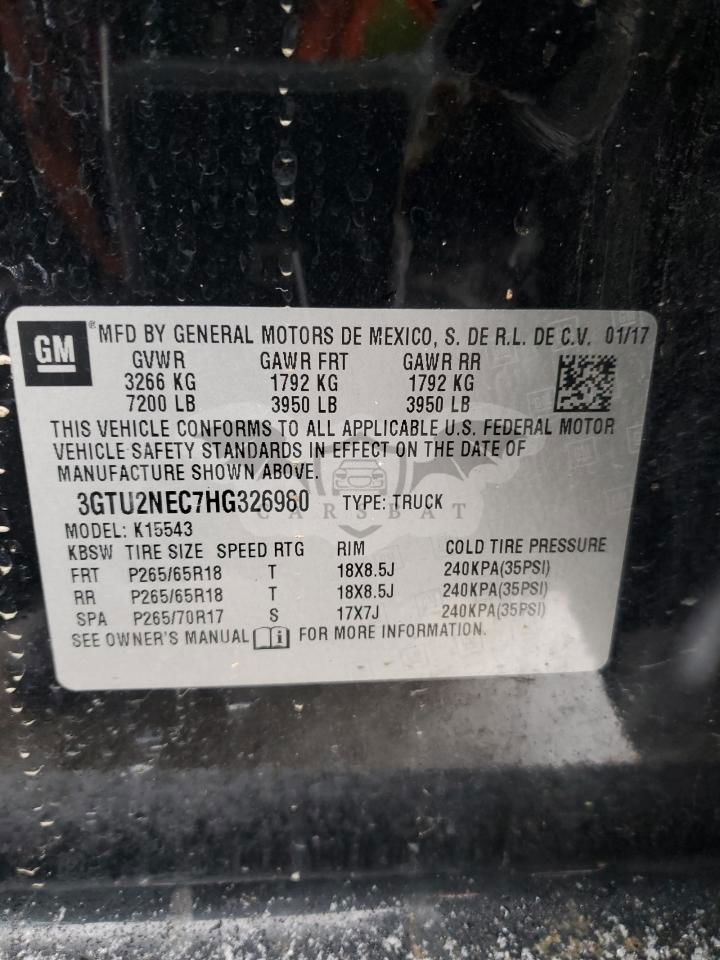 GM
® MFD BY GENERAL MOTORS DE MEXICO, S. DE R.L. DE C.V. 01/17
GVWR GAWR FRT GAWR RR
3266 KG 1792 KG 1792 KG
7200 LB 3950 LB 3950 LB
THIS VEHICLE CONFORMS TO ALL APPLICABLE U.S. FEDERAL MOTOR
VEHICLE SAFETY STANDARDS IN EFFECT ON THE DATE OF
MANUFACTURE SHOWN ABOVE.
3GTU2NEC7HG326960 TYPE: TRUCK
CARSBAT
MODEL: K15543
KBSW TIRE SIZE SPEED RTG RIM COLD TIRE PRESSURE
FRT P265/65R18 T 18X8.5J 240KPA(35PSI)
RR P265/65R18 T 18X8.5J 240KPA(35PSI)
SPA P265/70R17 S 17X7J 240KPA(35PSI)
SEE OWNER'S MANUAL FOR MORE INFORMATION.